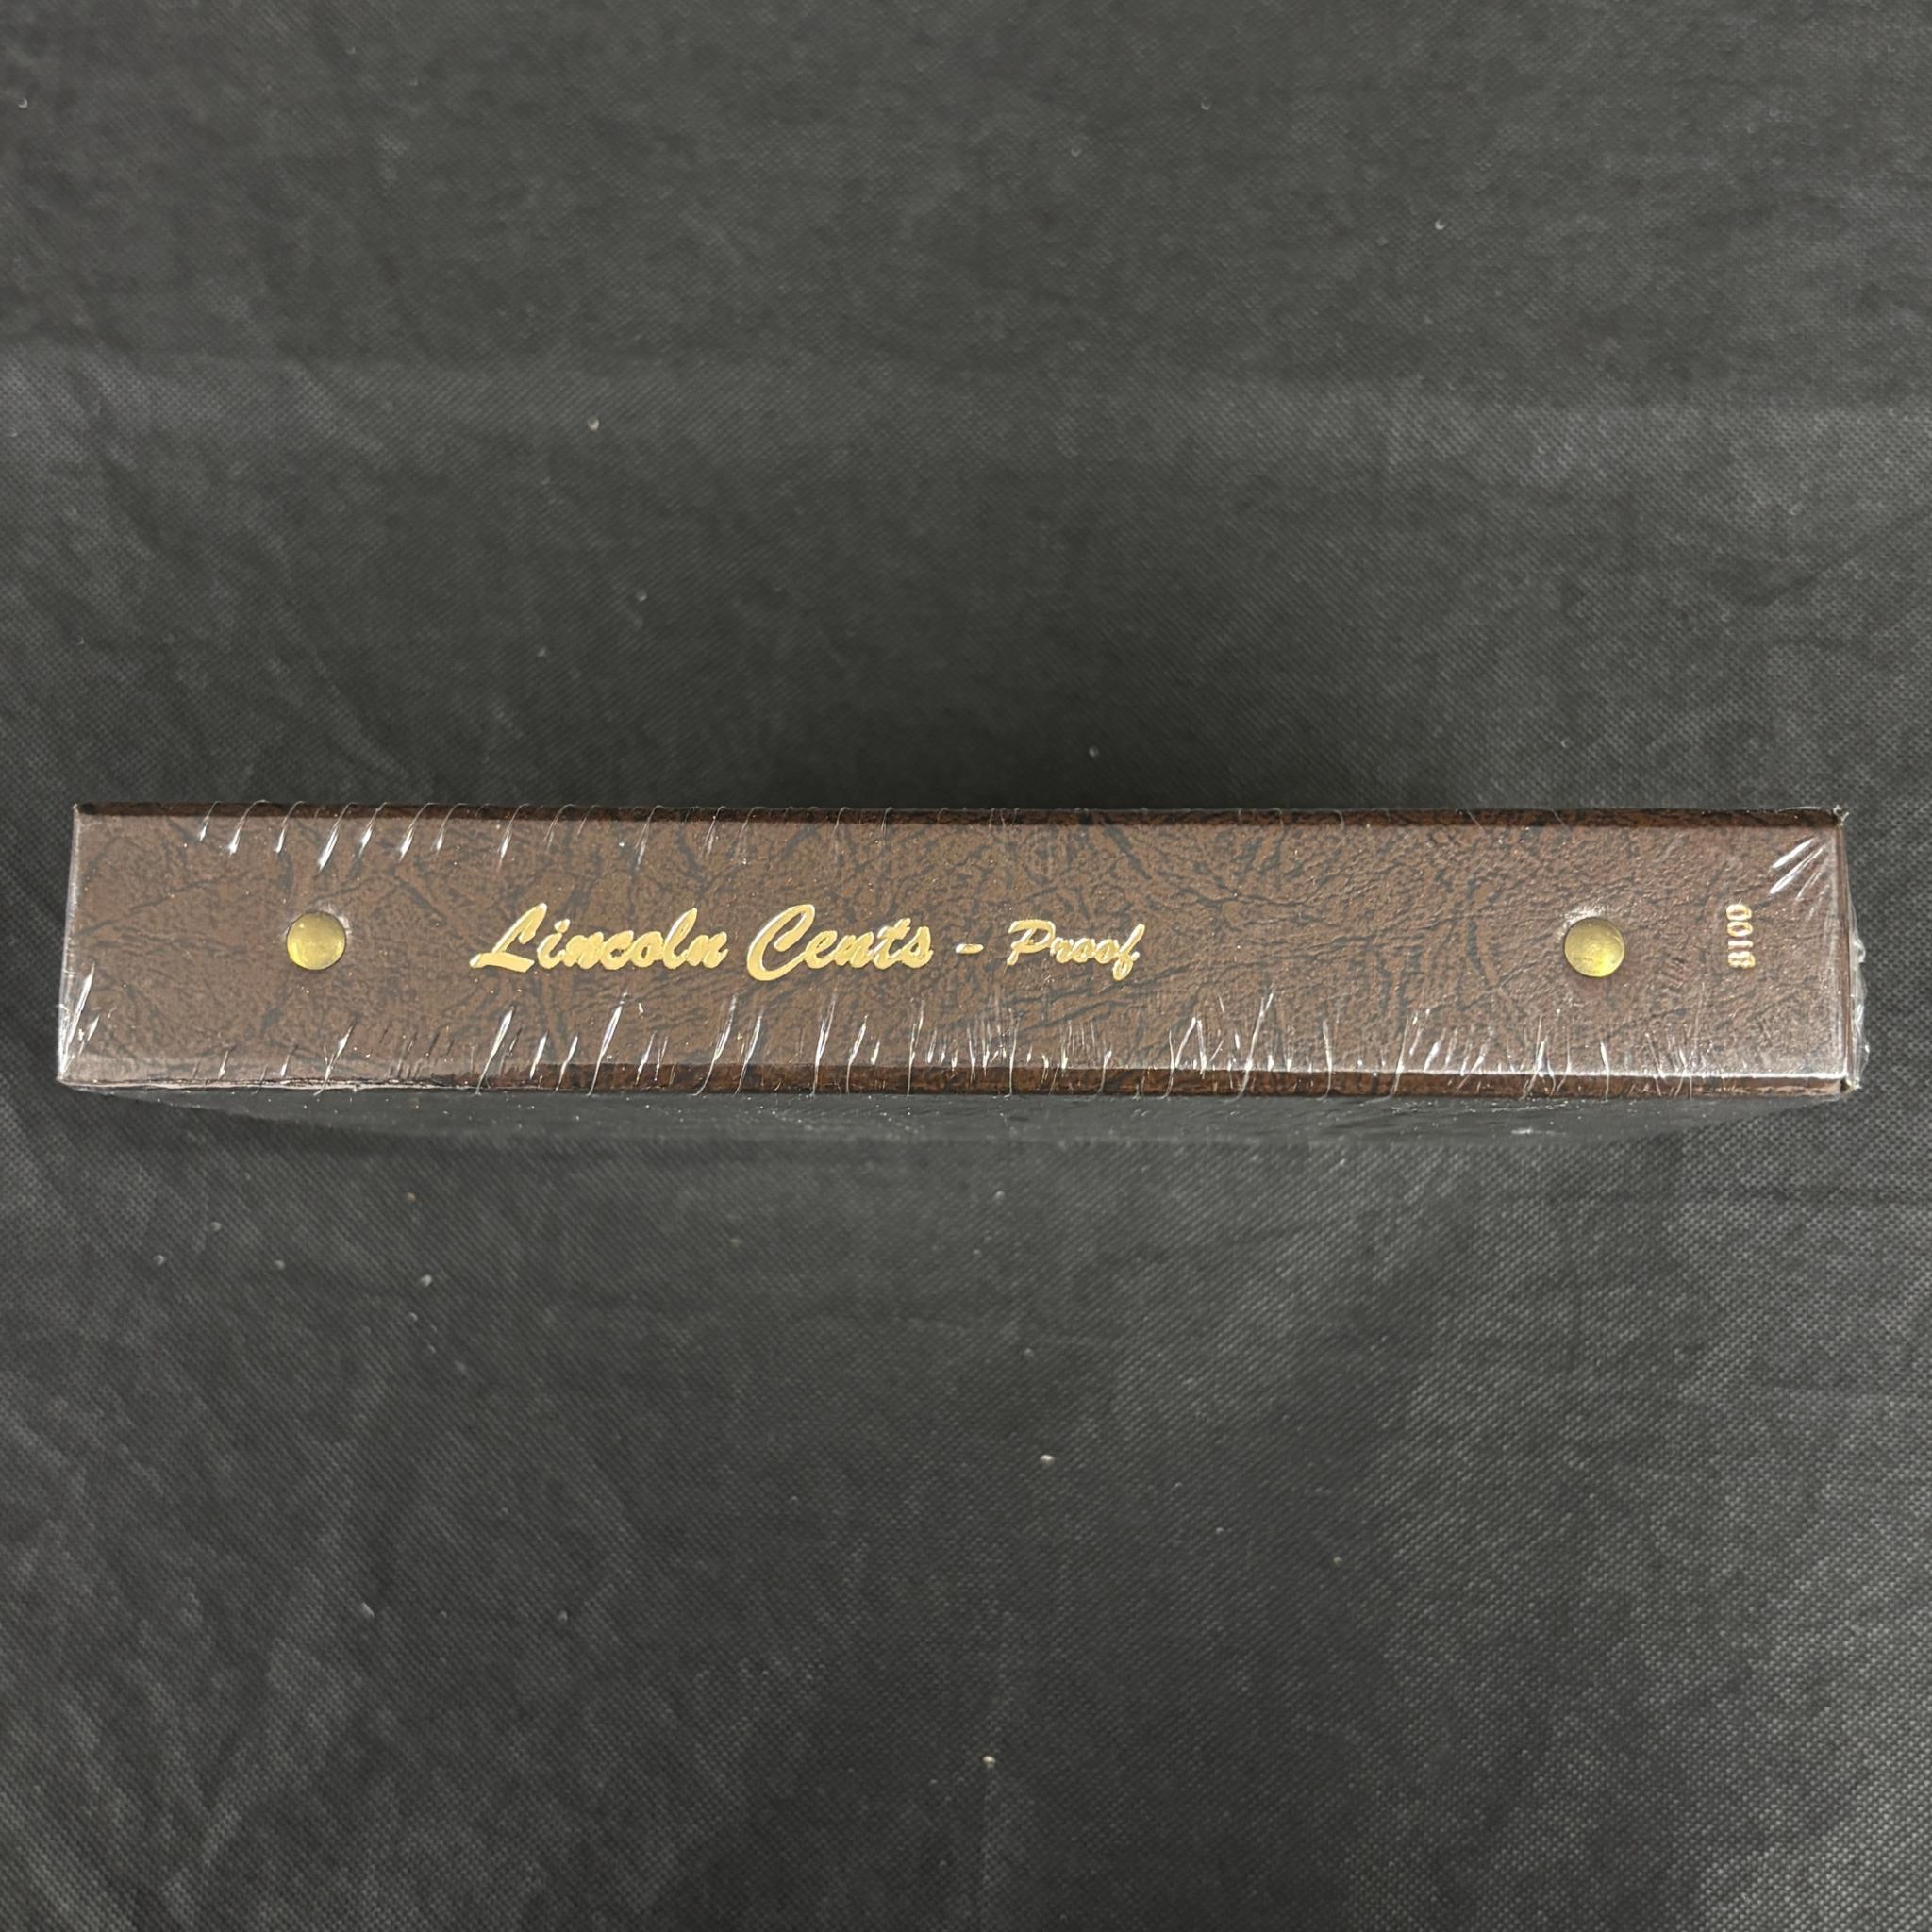 Lincoln Cents - Proof
8100